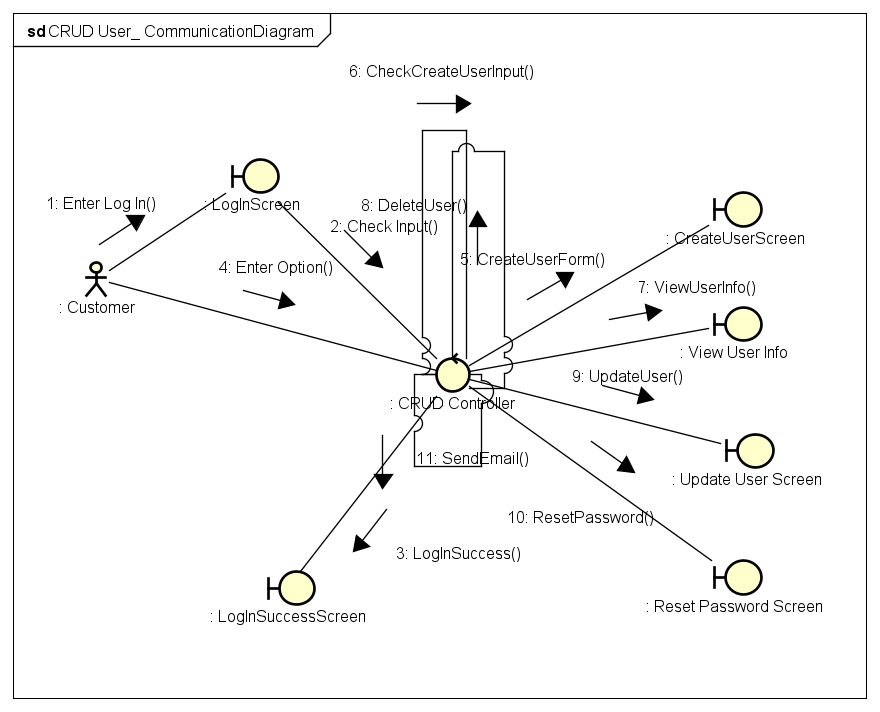 sd CRUD User_ CommunicationDiagram
6: CheckCreateUserInput()
1: Enter Log In()
: LogInScreen
8: DeleteUser()
2: Check Input()
: CreateUserScreen
4: Enter Option()
5: CreateUserForm()
7: ViewUserInfo()
: Customer
: View User Info
9: UpdateUser()
: CRUD Controller
11: SendEmail()
: Update User Screen
10: ResetPassword()
3: LogInSuccess()
: LogInSuccessScreen
: Reset Password Screen